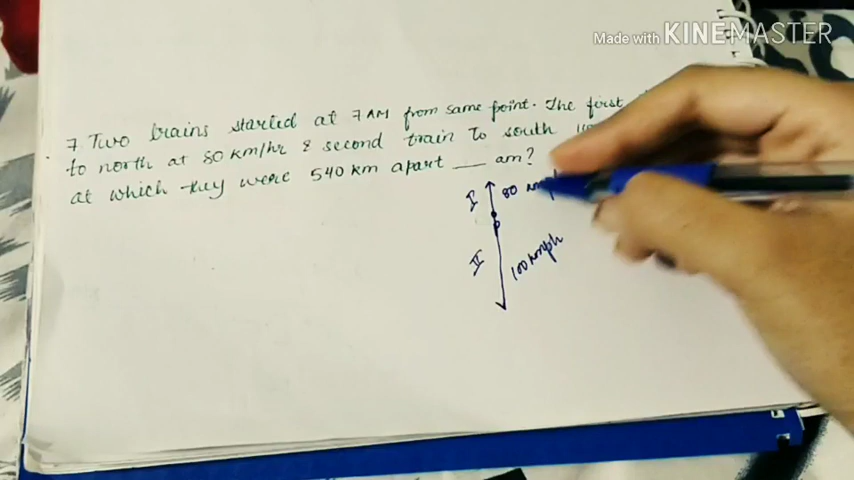 Made with KINEMASTER
7. Two trains started at 7 AM from same point. The first
to north at 80 km/hr & second train to south
at which they were 540 km apart __ am?
I 80
II 100 kmph